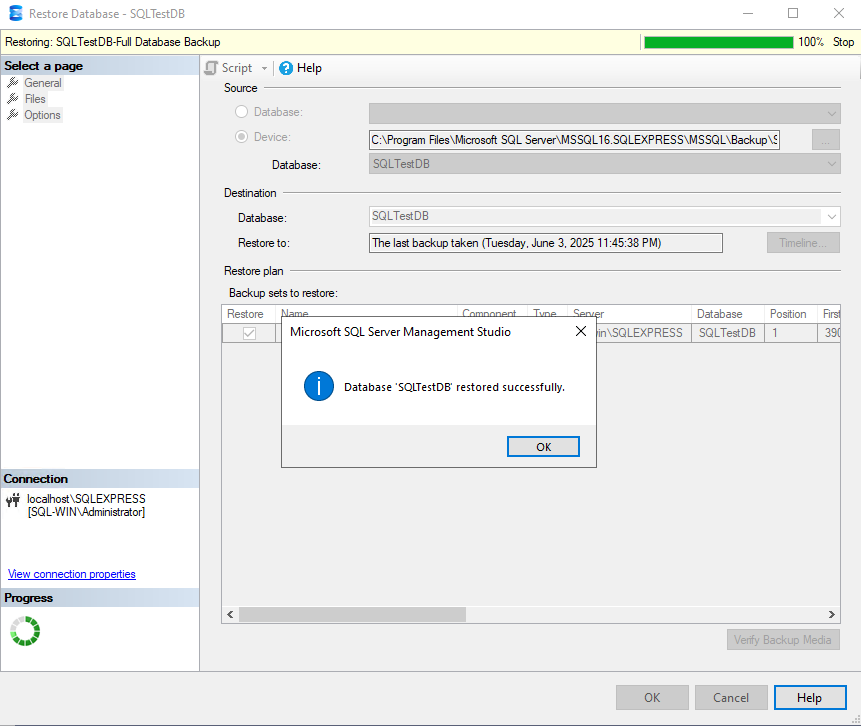 Restore Database - SQLTestDB
Restoring: SQLTestDB-Full Database Backup
100% Stop
Select a page
General
Files
Options
Script
Help
Source
Database:
Device:
C:\Program Files\Microsoft SQL Server\MSSQL16.SQLEXPRESS\MSSQL\Backup\S
...
Database:
SQLTestDB
Destination
Database:
SQLTestDB
Restore to:
The last backup taken (Tuesday, June 3, 2025 11:45:38 PM)
Timeline...
Restore plan
Backup sets to restore:
Restore Name Component Type Server Database Position First
in\SQLEXPRESS SQLTestDB 1 390
Microsoft SQL Server Management Studio
Database 'SQLTestDB' restored successfully.
OK
Connection
localhost\SQLEXPRESS
[SQL-WIN\Administrator]
View connection properties
Progress
Verify Backup Media
OK Cancel Help